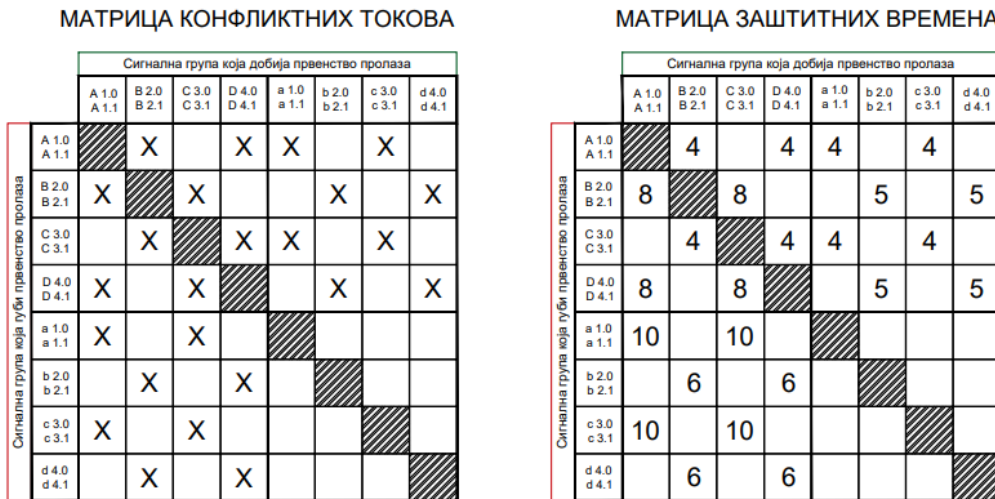 МАТРИЦА КОНФЛИКТНИХ ТОКОВА
Сигнална група која добија првенство пролаза
A 1.0 B 2.0 C 3.0 D 4.0 a 1.0 b 2.0 c 3.0 d 4.0
A 1.1 B 2.1 C 3.1 D 4.1 a 1.1 b 2.1 c 3.1 d 4.1
Сигнална група која губи првенство пролаза
A 1.0
A 1.1
X X X X
B 2.0
B 2.1
X X X X
C 3.0
C 3.1
X X X X
D 4.0
D 4.1
X X X X
a 1.0
a 1.1
X X
b 2.0
b 2.1
X X
c 3.0
c 3.1
X X
d 4.0
d 4.1
X X
МАТРИЦА ЗАШТИТНИХ ВРЕМЕНА
Сигнална група која добија првенство пролаза
A 1.0 B 2.0 C 3.0 D 4.0 a 1.0 b 2.0 c 3.0 d 4.0
A 1.1 B 2.1 C 3.1 D 4.1 a 1.1 b 2.1 c 3.1 d 4.1
Сигнална група која губи првенство пролаза
A 1.0
A 1.1
4 4 4 4
B 2.0
B 2.1
8 8 5 5
C 3.0
C 3.1
4 4 4 4
D 4.0
D 4.1
8 8 5 5
a 1.0
a 1.1
10 10
b 2.0
b 2.1
6 6
c 3.0
c 3.1
10 10
d 4.0
d 4.1
6 6